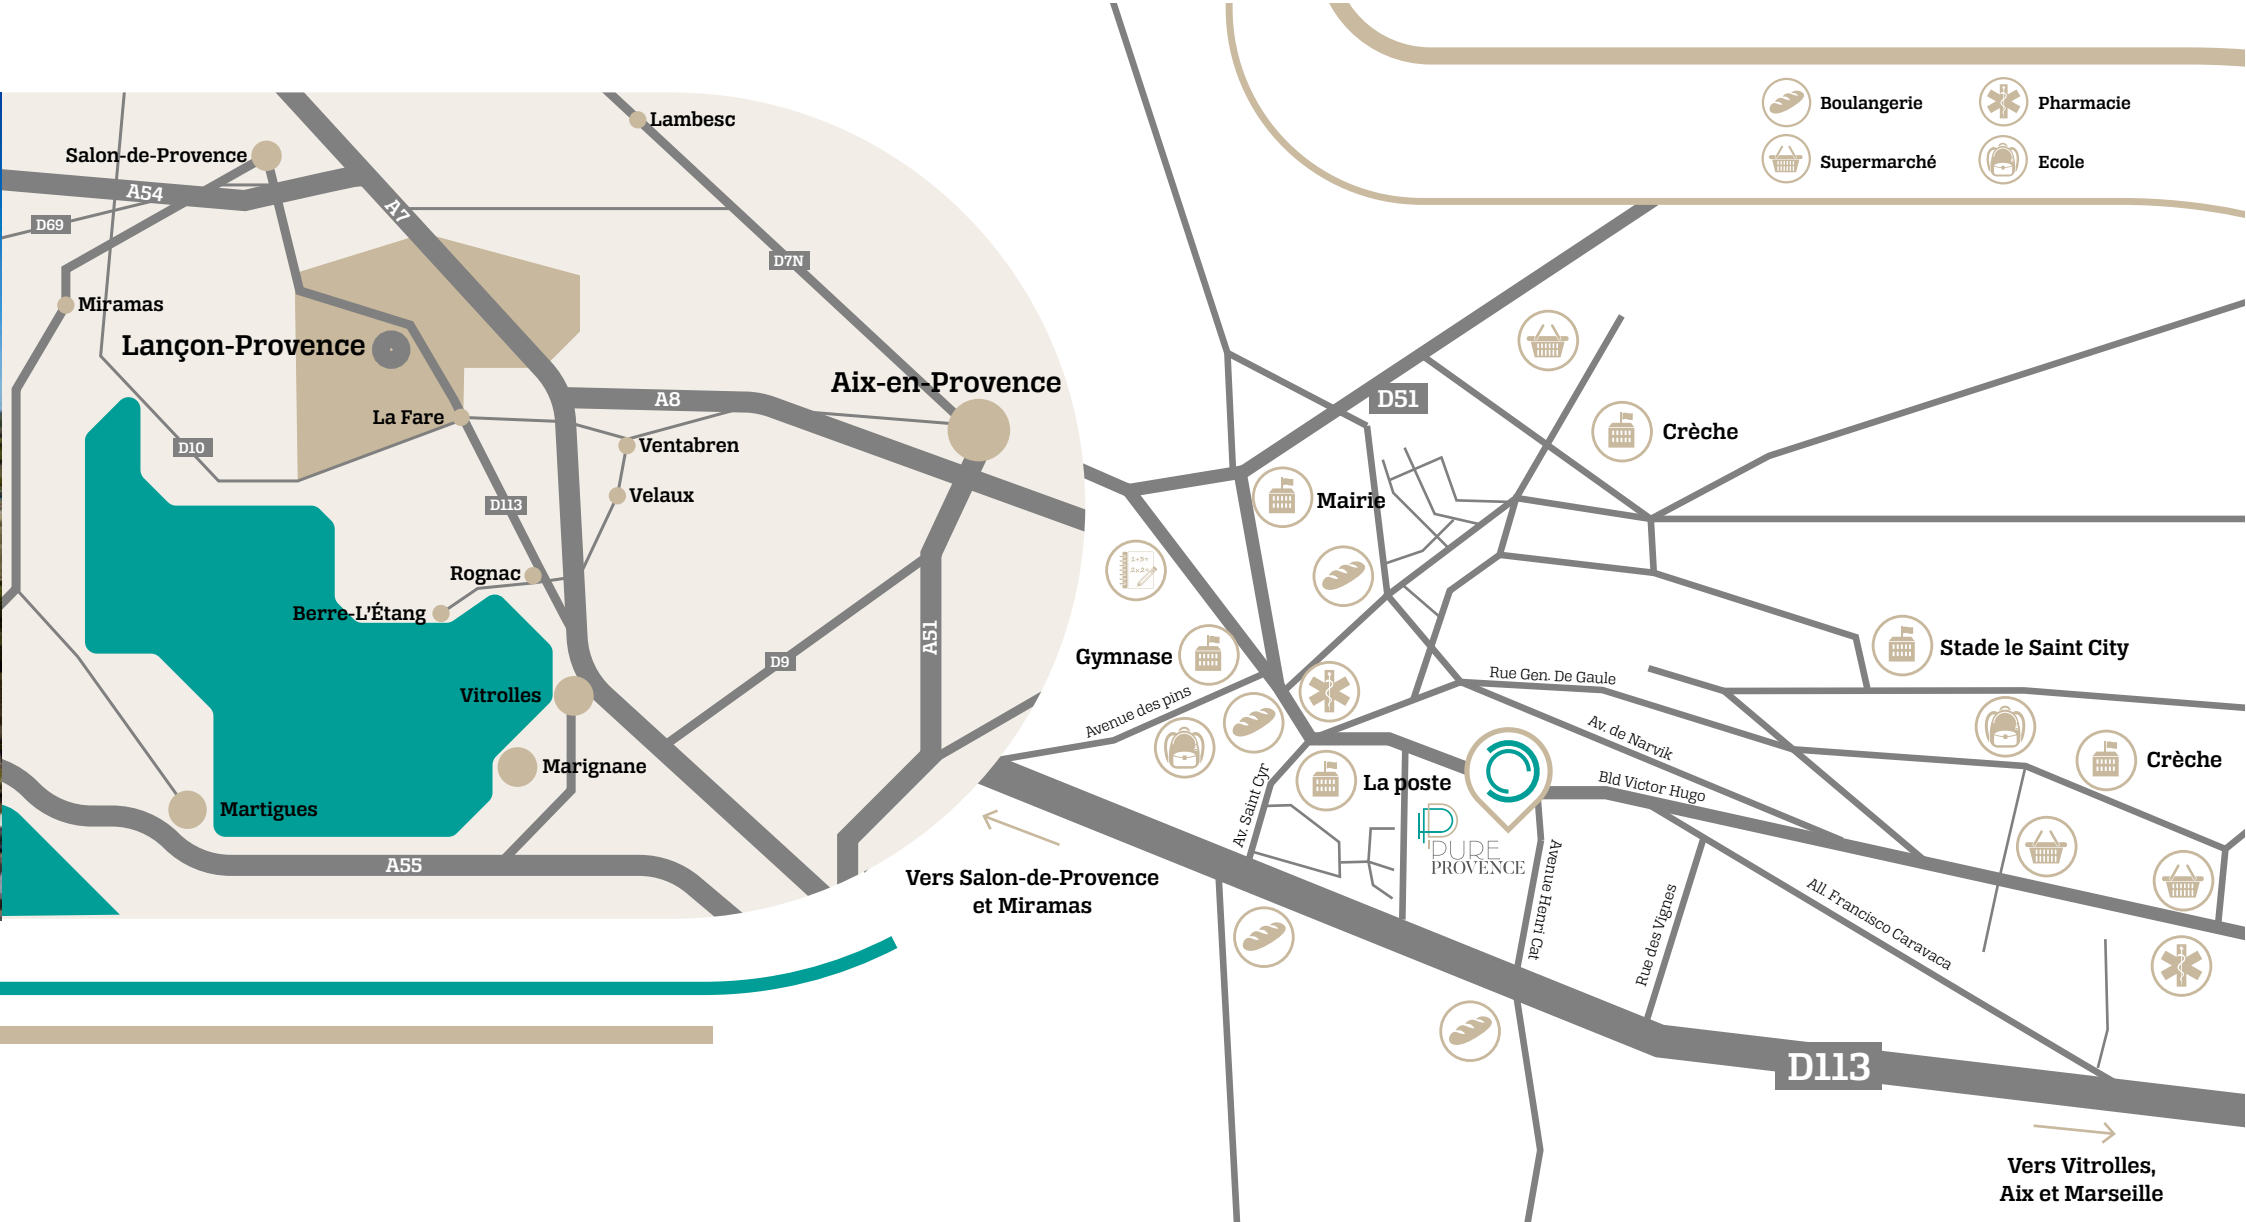 Lambesc
Salon-de-Provence
A54
A7
D69
D7N
Miramas
Lançon-Provence
Aix-en-Provence
A8
La Fare
D10
Ventabren
Velaux
D113
Rognac
Berre-L'Étang
A51
D9
Vitrolles
Marignane
Martigues
A55
Boulangerie
Pharmacie
Supermarché
Ecole
D51
Crèche
Mairie
1+3=
2x2=
Gymnase
Stade le Saint City
Rue Gen. De Gaule
Avenue des pins
Av. de Narvik
Crèche
La poste
Bld Victor Hugo
Av. Saint Cyr
PURE
PROVENCE
Avenue Henri Cat
Rue des Vignes
All. Francisco Caravaca
Vers Salon-de-Provence
et Miramas
D113
Vers Vitrolles,
Aix et Marseille